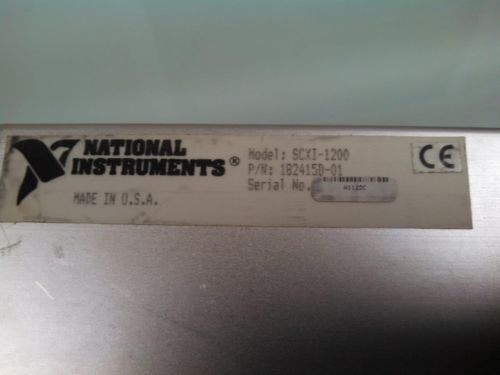 NATIONAL
INSTRUMENTS®
MADE IN U.S.A.
Model: SCXI-1200
P/N: 182415D-01
Serial No.
CE